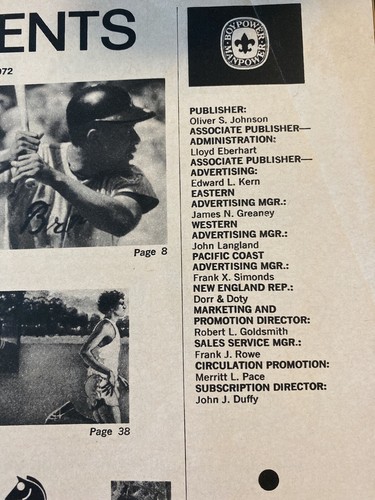 ENTS
972
BOYPOWER
MANPOWER
Page 8
Page 38
PUBLISHER:
Oliver S. Johnson
ASSOCIATE PUBLISHER—
ADMINISTRATION:
Lloyd Eberhart
ASSOCIATE PUBLISHER—
ADVERTISING:
Edward L. Kern
EASTERN
ADVERTISING MGR.:
James N. Greaney
WESTERN
ADVERTISING MGR.:
John Langland
PACIFIC COAST
ADVERTISING MGR.:
Frank X. Simonds
NEW ENGLAND REP.:
Dorr & Doty
MARKETING AND
PROMOTION DIRECTOR:
Robert L. Goldsmith
SALES SERVICE MGR.:
Frank J. Rowe
CIRCULATION PROMOTION:
Merritt L. Pace
SUBSCRIPTION DIRECTOR:
John J. Duffy